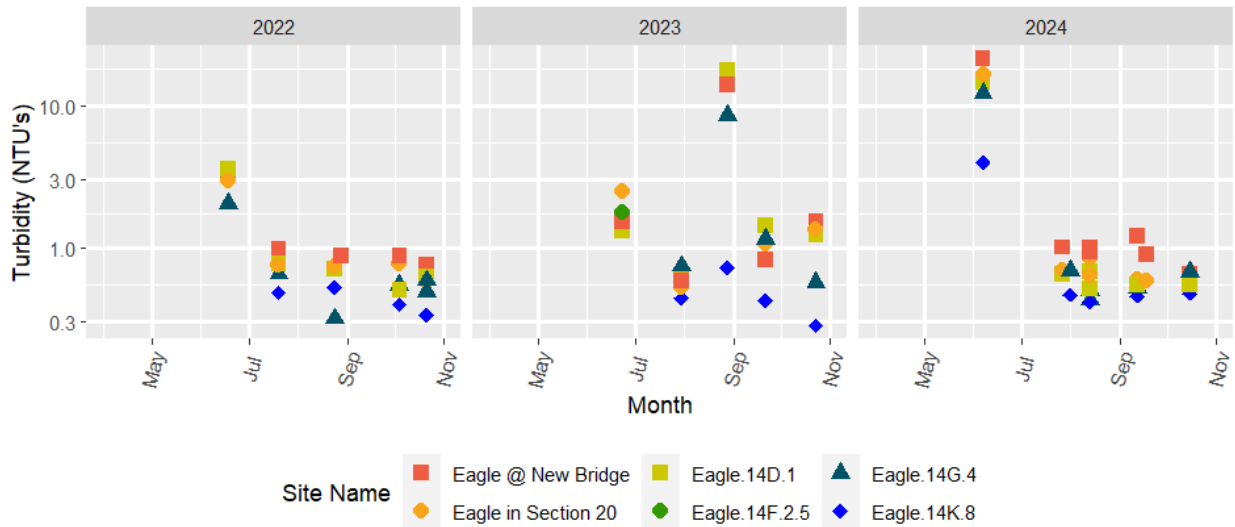 2022 2023 2024
Turbidity (NTU's)
10.0
3.0
1.0
0.3
May Jul Sep Nov May Jul Sep Nov May Jul Sep Nov
Month
Site Name
Eagle @ New Bridge Eagle.14D.1 Eagle.14G.4
Eagle in Section 20 Eagle.14F.2.5 Eagle.14K.8